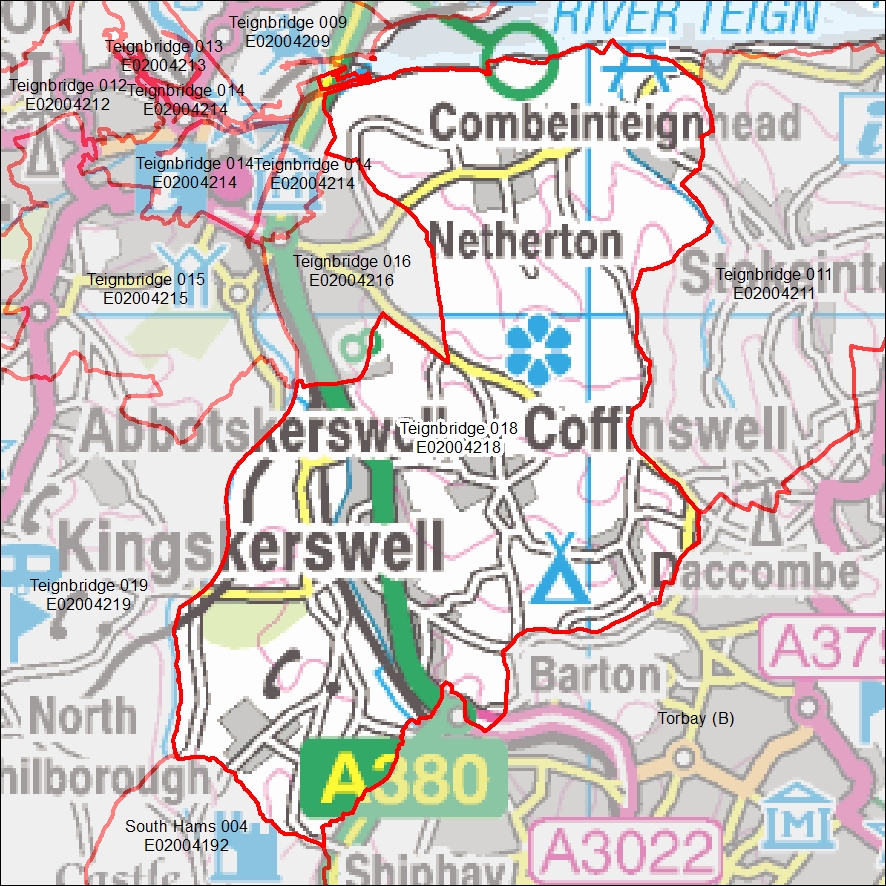 RIVER TEIGN
Teignbridge 009
E02004209
Teignbridge 013
E02004213
Teignbridge 012
E02004212
Teignbridge 014
E02004214
Combeinteignhead
Teignbridge 014
E02004214
Teignbridge 014
E02004214
Netherton
Teignbridge 016
E02004216
Teignbridge 015
E02004215
Stokeint
Teignbridge 011
E02004211
Abbotskerswell
Teignbridge 018
E02004218
Coffinswell
Kingskerswell
Daccombe
Teignbridge 019
E02004219
A379
Barton
North
Torbay (B)
hilborough
A380
South Hams 004
E02004192
M
A3022
Castle
Shiphay